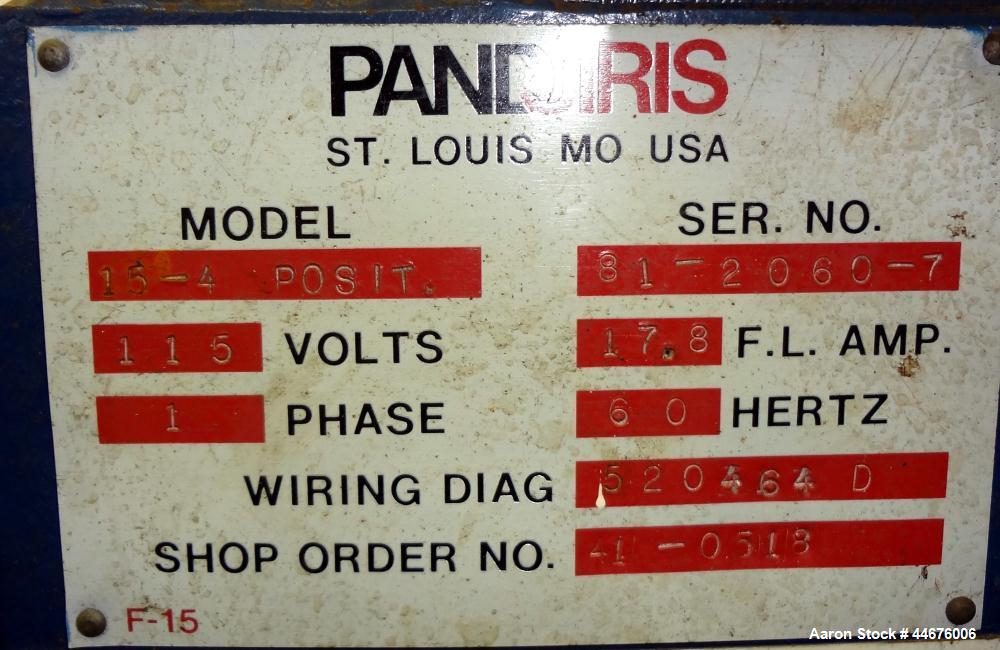 PANDJIRIS
ST. LOUIS MO USA
MODEL SER. NO.
15-4 POSIT. 81-2060-7
115 VOLTS 17.8 F.L. AMP.
1 PHASE 60 HERTZ
WIRING DIAG 520464 D
SHOP ORDER NO. 41-0518
F-15
Aaron Stock # 44676006